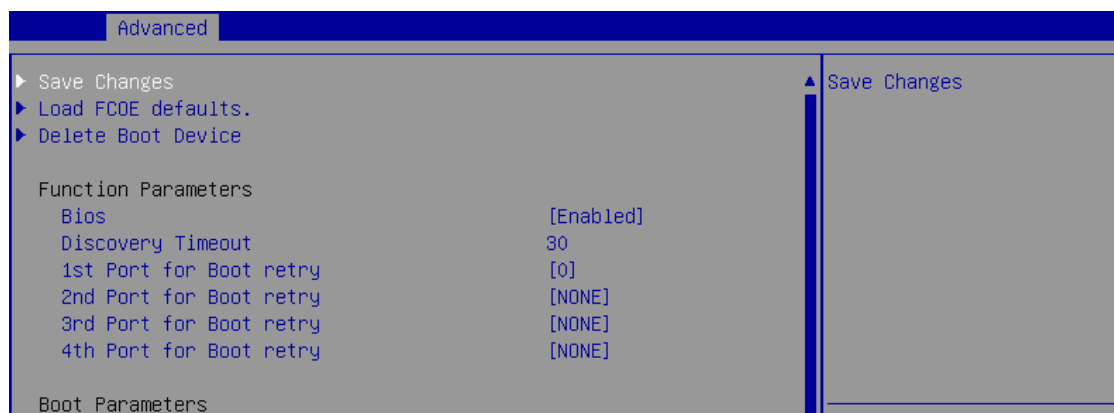 Advanced
Save Changes
Load FCOE defaults.
Delete Boot Device
Function Parameters
Bios [Enabled]
Discovery Timeout 30
1st Port for Boot retry [0]
2nd Port for Boot retry [NONE]
3rd Port for Boot retry [NONE]
4th Port for Boot retry [NONE]
Boot Parameters
Save Changes